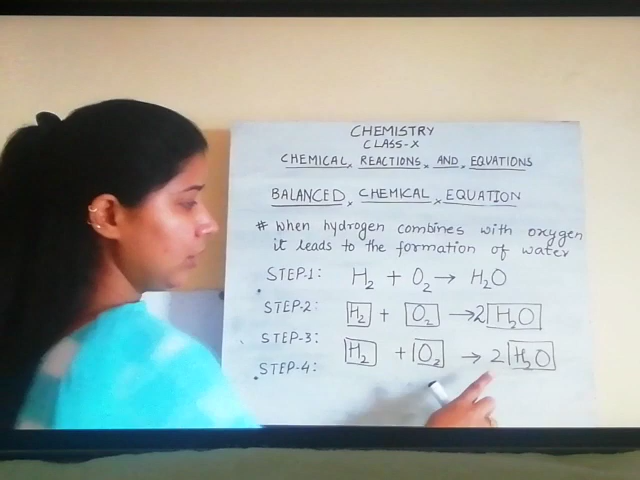 CHEMISTRY
CLASS-X
CHEMICAL REACTIONS AND EQUATIONS
BALANCED CHEMICAL EQUATION
# When hydrogen combines with oxygen
it leads to the formation of water
STEP-1: H₂ + O₂ → H₂O
STEP-2: H₂ + O₂ → 2 H₂O
STEP-3: H₂ + O₂ → 2 H₂O
STEP-4: